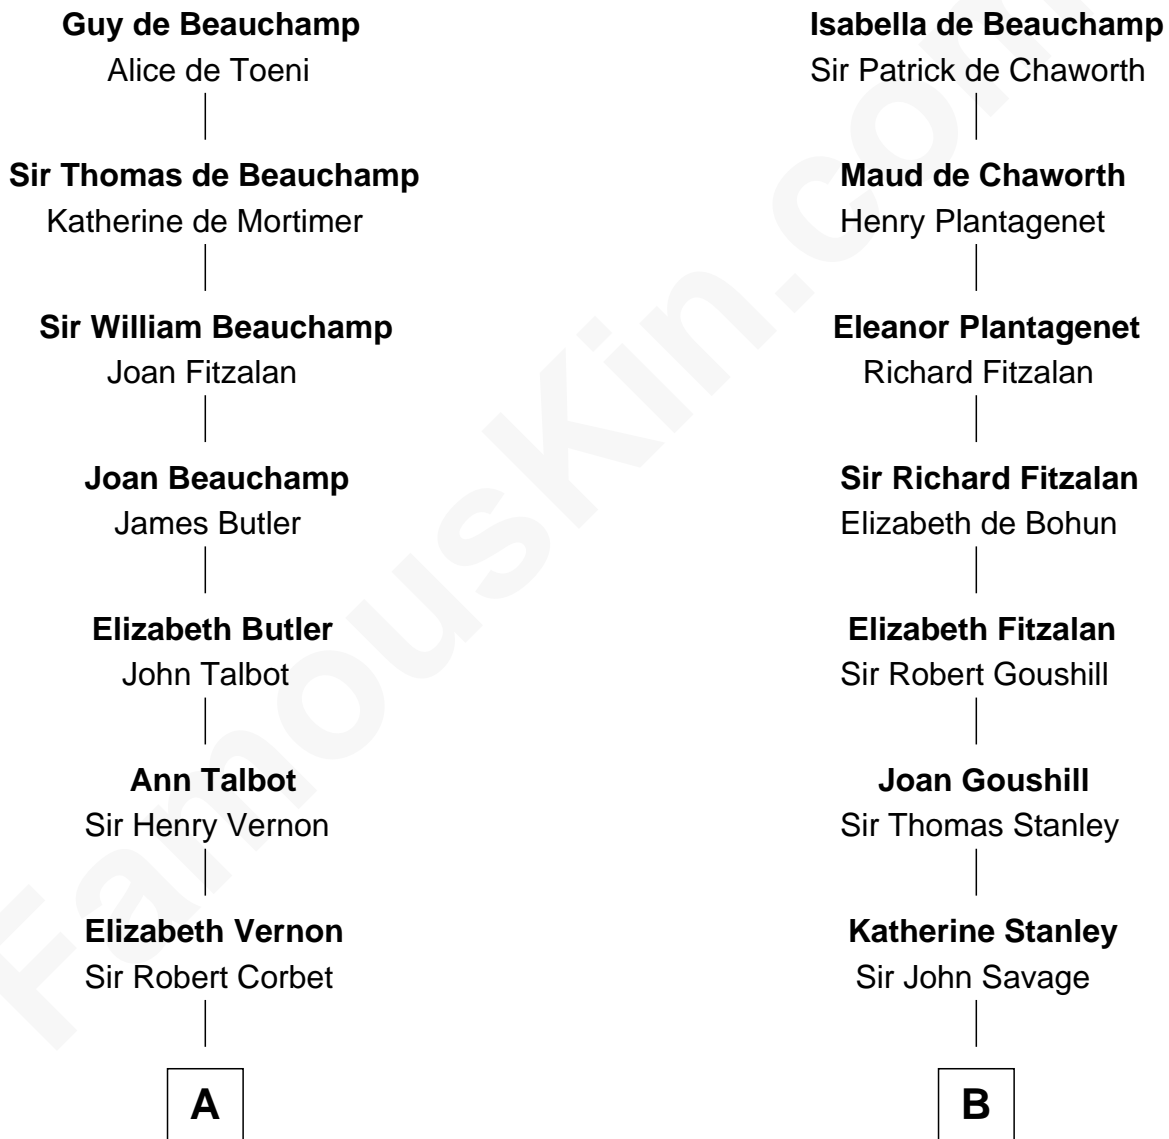 Guy de Beauchamp
Alice de Toeni
Sir Thomas de Beauchamp
Katherine de Mortimer
Sir William Beauchamp
Joan Fitzalan
Joan Beauchamp
James Butler
Elizabeth Butler
John Talbot
Ann Talbot
Sir Henry Vernon
Elizabeth Vernon
Sir Robert Corbet
A
Isabella de Beauchamp
Sir Patrick de Chaworth
Maud de Chaworth
Henry Plantagenet
Eleanor Plantagenet
Richard Fitzalan
Sir Richard Fitzalan
Elizabeth de Bohun
Elizabeth Fitzalan
Sir Robert Goushill
Joan Goushill
Sir Thomas Stanley
Katherine Stanley
Sir John Savage
B
FamousKin.com